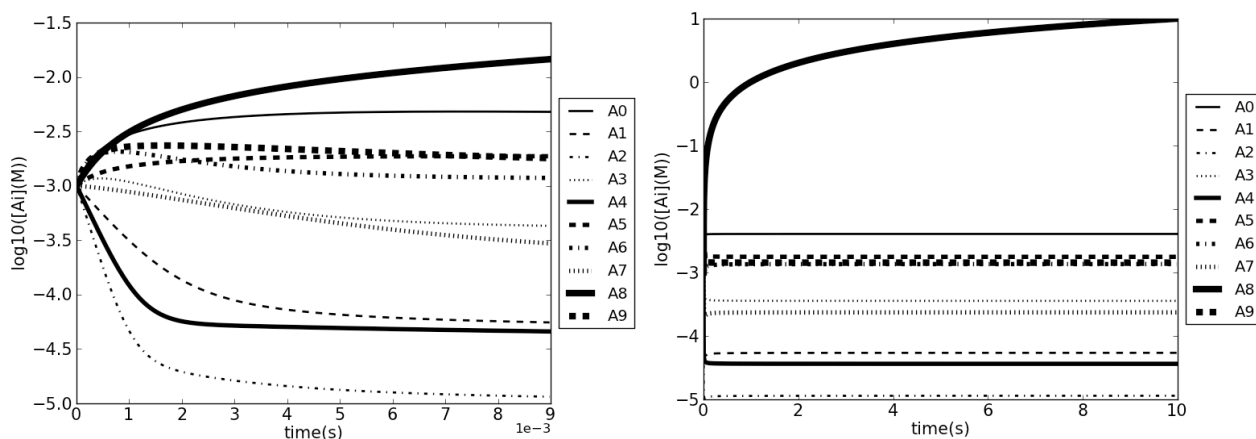 log10([Ai](M)
-1.5
-2.0
-2.5
-3.0
-3.5
-4.0
-4.5
-5.0
0 1 2 3 4 5 6 7 8 9
1e-3
time(s)
A0
A1
A2
A3
A4
A5
A6
A7
A8
A9
log10([Ai](M)
1
0
-1
-2
-3
-4
-5
0 2 4 6 8 10
time(s)
A0
A1
A2
A3
A4
A5
A6
A7
A8
A9